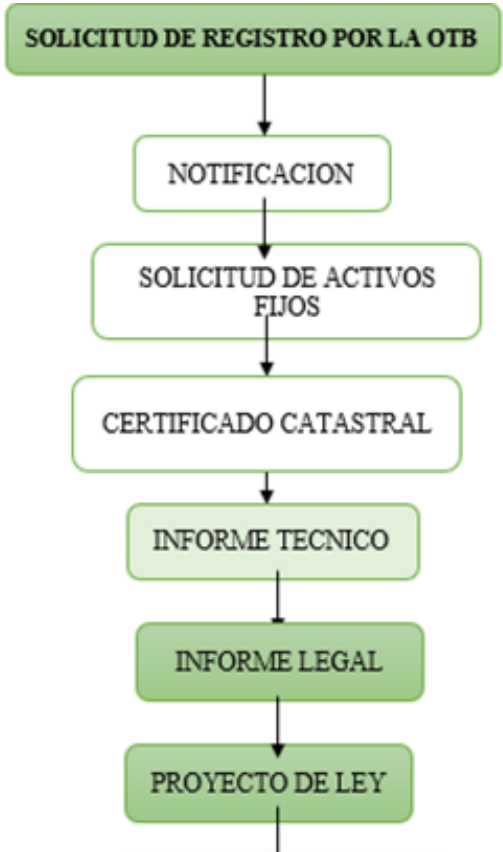 SOLICITUD DE REGISTRO POR LA OTB
NOTIFICACION
SOLICITUD DE ACTIVOS
FIJOS
CERTIFICADO CATASTRAL
INFORME TECNICO
INFORME LEGAL
PROYECTO DE LEY